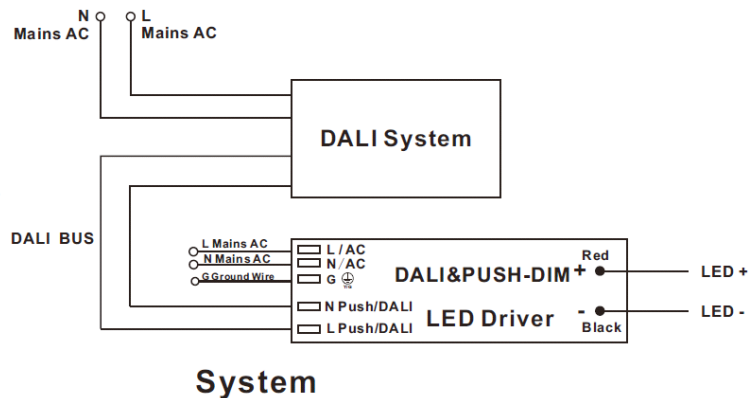 N
Mains AC
L
Mains AC
DALI System
DALI BUS
L Mains AC
N Mains AC
G Ground Wire
L/AC
N/AC
G
N Push/DALI
L Push/DALI
DALI&PUSH-DIM
LED Driver
Red
+
-
Black
LED +
LED -
System